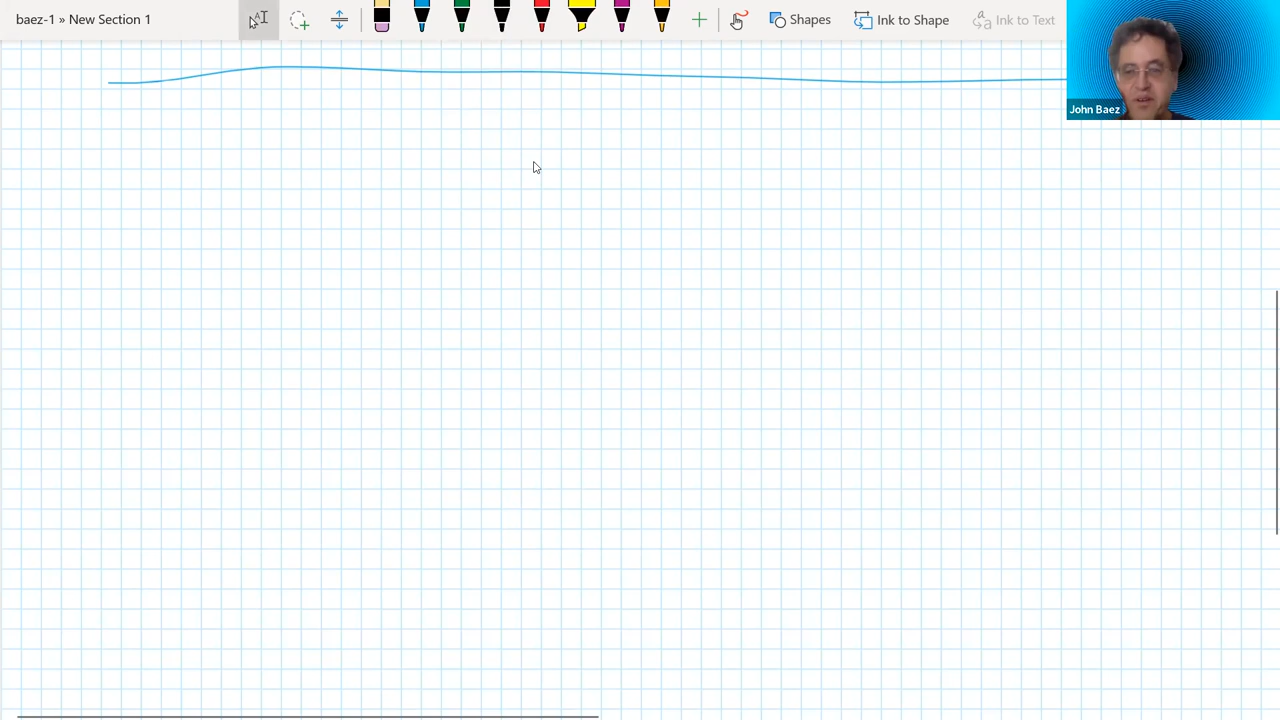 baez-1 » New Section 1
Shapes
Ink to Shape
Ink to Text
John Baez